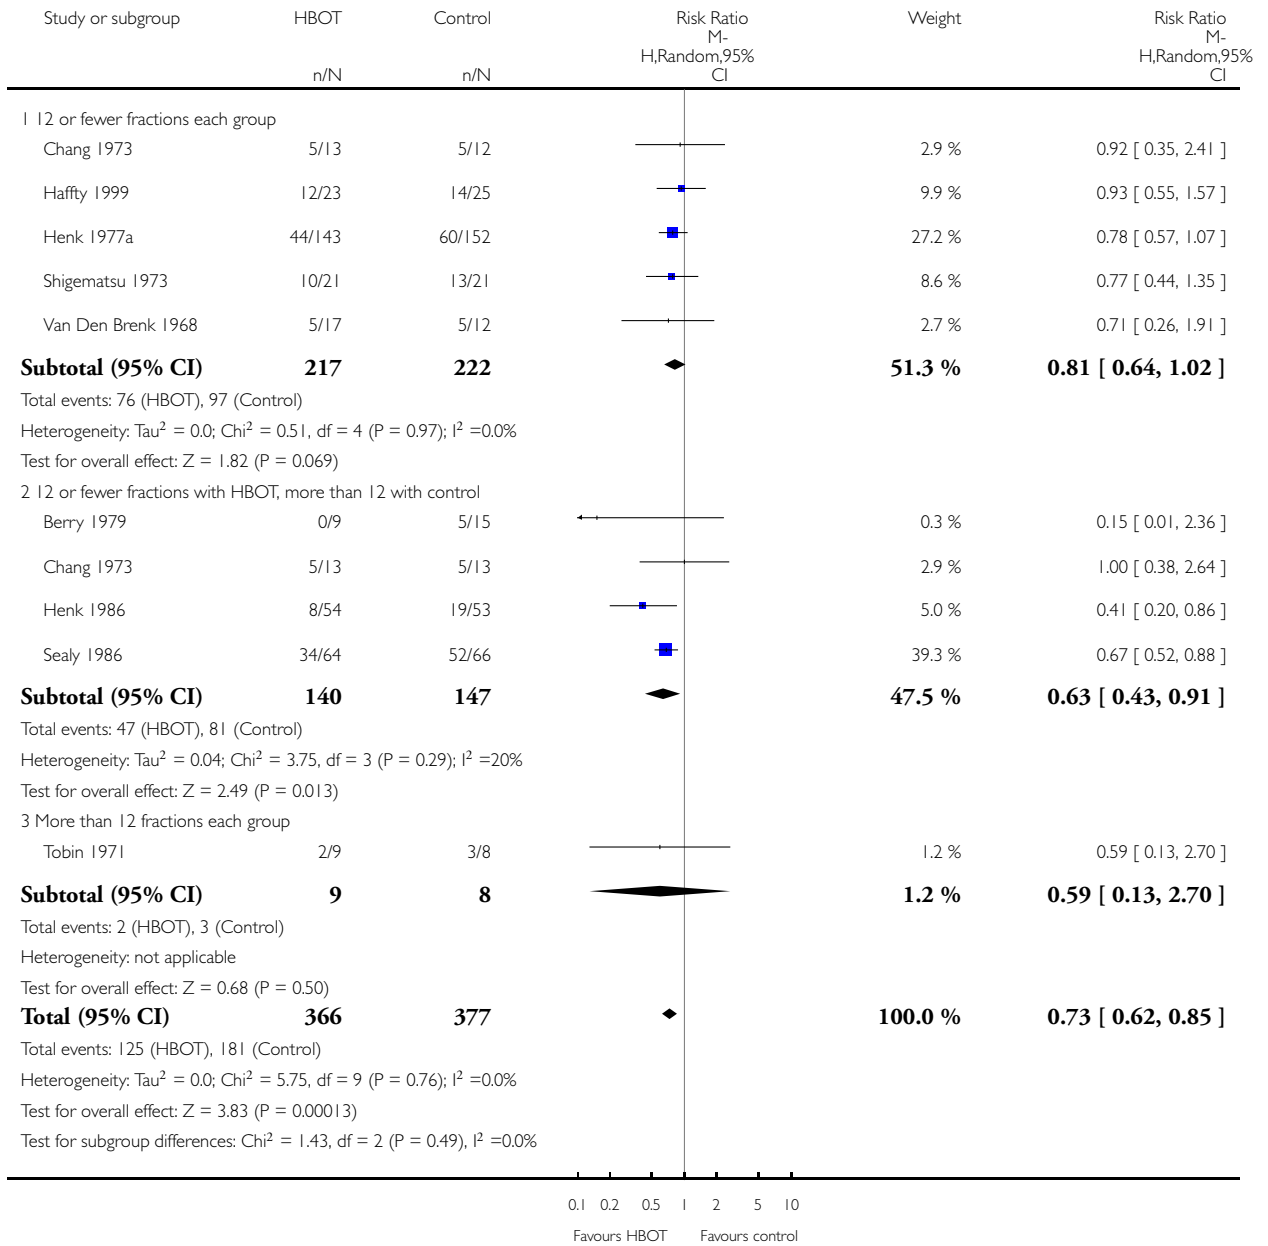 Study or subgroup HBOT Control Risk Ratio Weight Risk Ratio
M- M-
H,Random,95% H,Random,95%
n/N n/N CI CI
1 12 or fewer fractions each group
Chang 1973 5/13 5/12 2.9 % 0.92 [ 0.35, 2.41 ]
Haffty 1999 12/23 14/25 9.9 % 0.93 [ 0.55, 1.57 ]
Henk 1977a 44/143 60/152 27.2 % 0.78 [ 0.57, 1.07 ]
Shigematsu 1973 10/21 13/21 8.6 % 0.77 [ 0.44, 1.35 ]
Van Den Brenk 1968 5/17 5/12 2.7 % 0.71 [ 0.26, 1.91 ]
Subtotal (95% CI) 217 222 51.3 % 0.81 [ 0.64, 1.02 ]
Total events: 76 (HBOT), 97 (Control)
Heterogeneity: Tau² = 0.0; Chi² = 0.51, df = 4 (P = 0.97); I² =0.0%
Test for overall effect: Z = 1.82 (P = 0.069)
2 12 or fewer fractions with HBOT, more than 12 with control
Berry 1979 0/9 5/15 0.3 % 0.15 [ 0.01, 2.36 ]
Chang 1973 5/13 5/13 2.9 % 1.00 [ 0.38, 2.64 ]
Henk 1986 8/54 19/53 5.0 % 0.41 [ 0.20, 0.86 ]
Sealy 1986 34/64 52/66 39.3 % 0.67 [ 0.52, 0.88 ]
Subtotal (95% CI) 140 147 47.5 % 0.63 [ 0.43, 0.91 ]
Total events: 47 (HBOT), 81 (Control)
Heterogeneity: Tau² = 0.04; Chi² = 3.75, df = 3 (P = 0.29); I² =20%
Test for overall effect: Z = 2.49 (P = 0.013)
3 More than 12 fractions each group
Tobin 1971 2/9 3/8 1.2 % 0.59 [ 0.13, 2.70 ]
Subtotal (95% CI) 9 8 1.2 % 0.59 [ 0.13, 2.70 ]
Total events: 2 (HBOT), 3 (Control)
Heterogeneity: not applicable
Test for overall effect: Z = 0.68 (P = 0.50)
Total (95% CI) 366 377 100.0 % 0.73 [ 0.62, 0.85 ]
Total events: 125 (HBOT), 181 (Control)
Heterogeneity: Tau² = 0.0; Chi² = 5.75, df = 9 (P = 0.76); I² =0.0%
Test for overall effect: Z = 3.83 (P = 0.00013)
Test for subgroup differences: Chi² = 1.43, df = 2 (P = 0.49), I² =0.0%
0.1 0.2 0.5 1 2 5 10
Favours HBOT Favours control